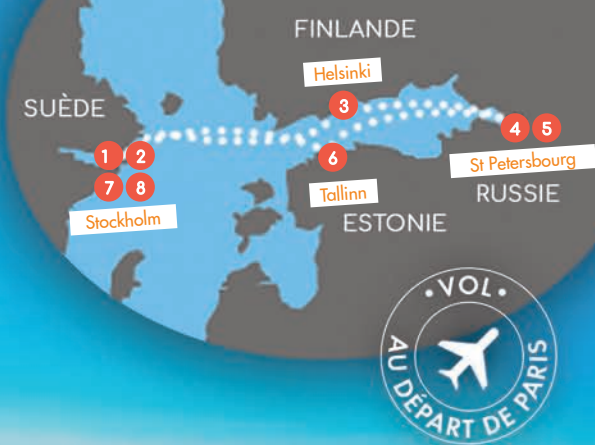 FINLANDE
Helsinki
SUÈDE
3
1 2
4 5
6
St Petersbourg
7 8
Tallinn
RUSSIE
Stockholm
ESTONIE
• VOL •
AU DÉPART DE PARIS